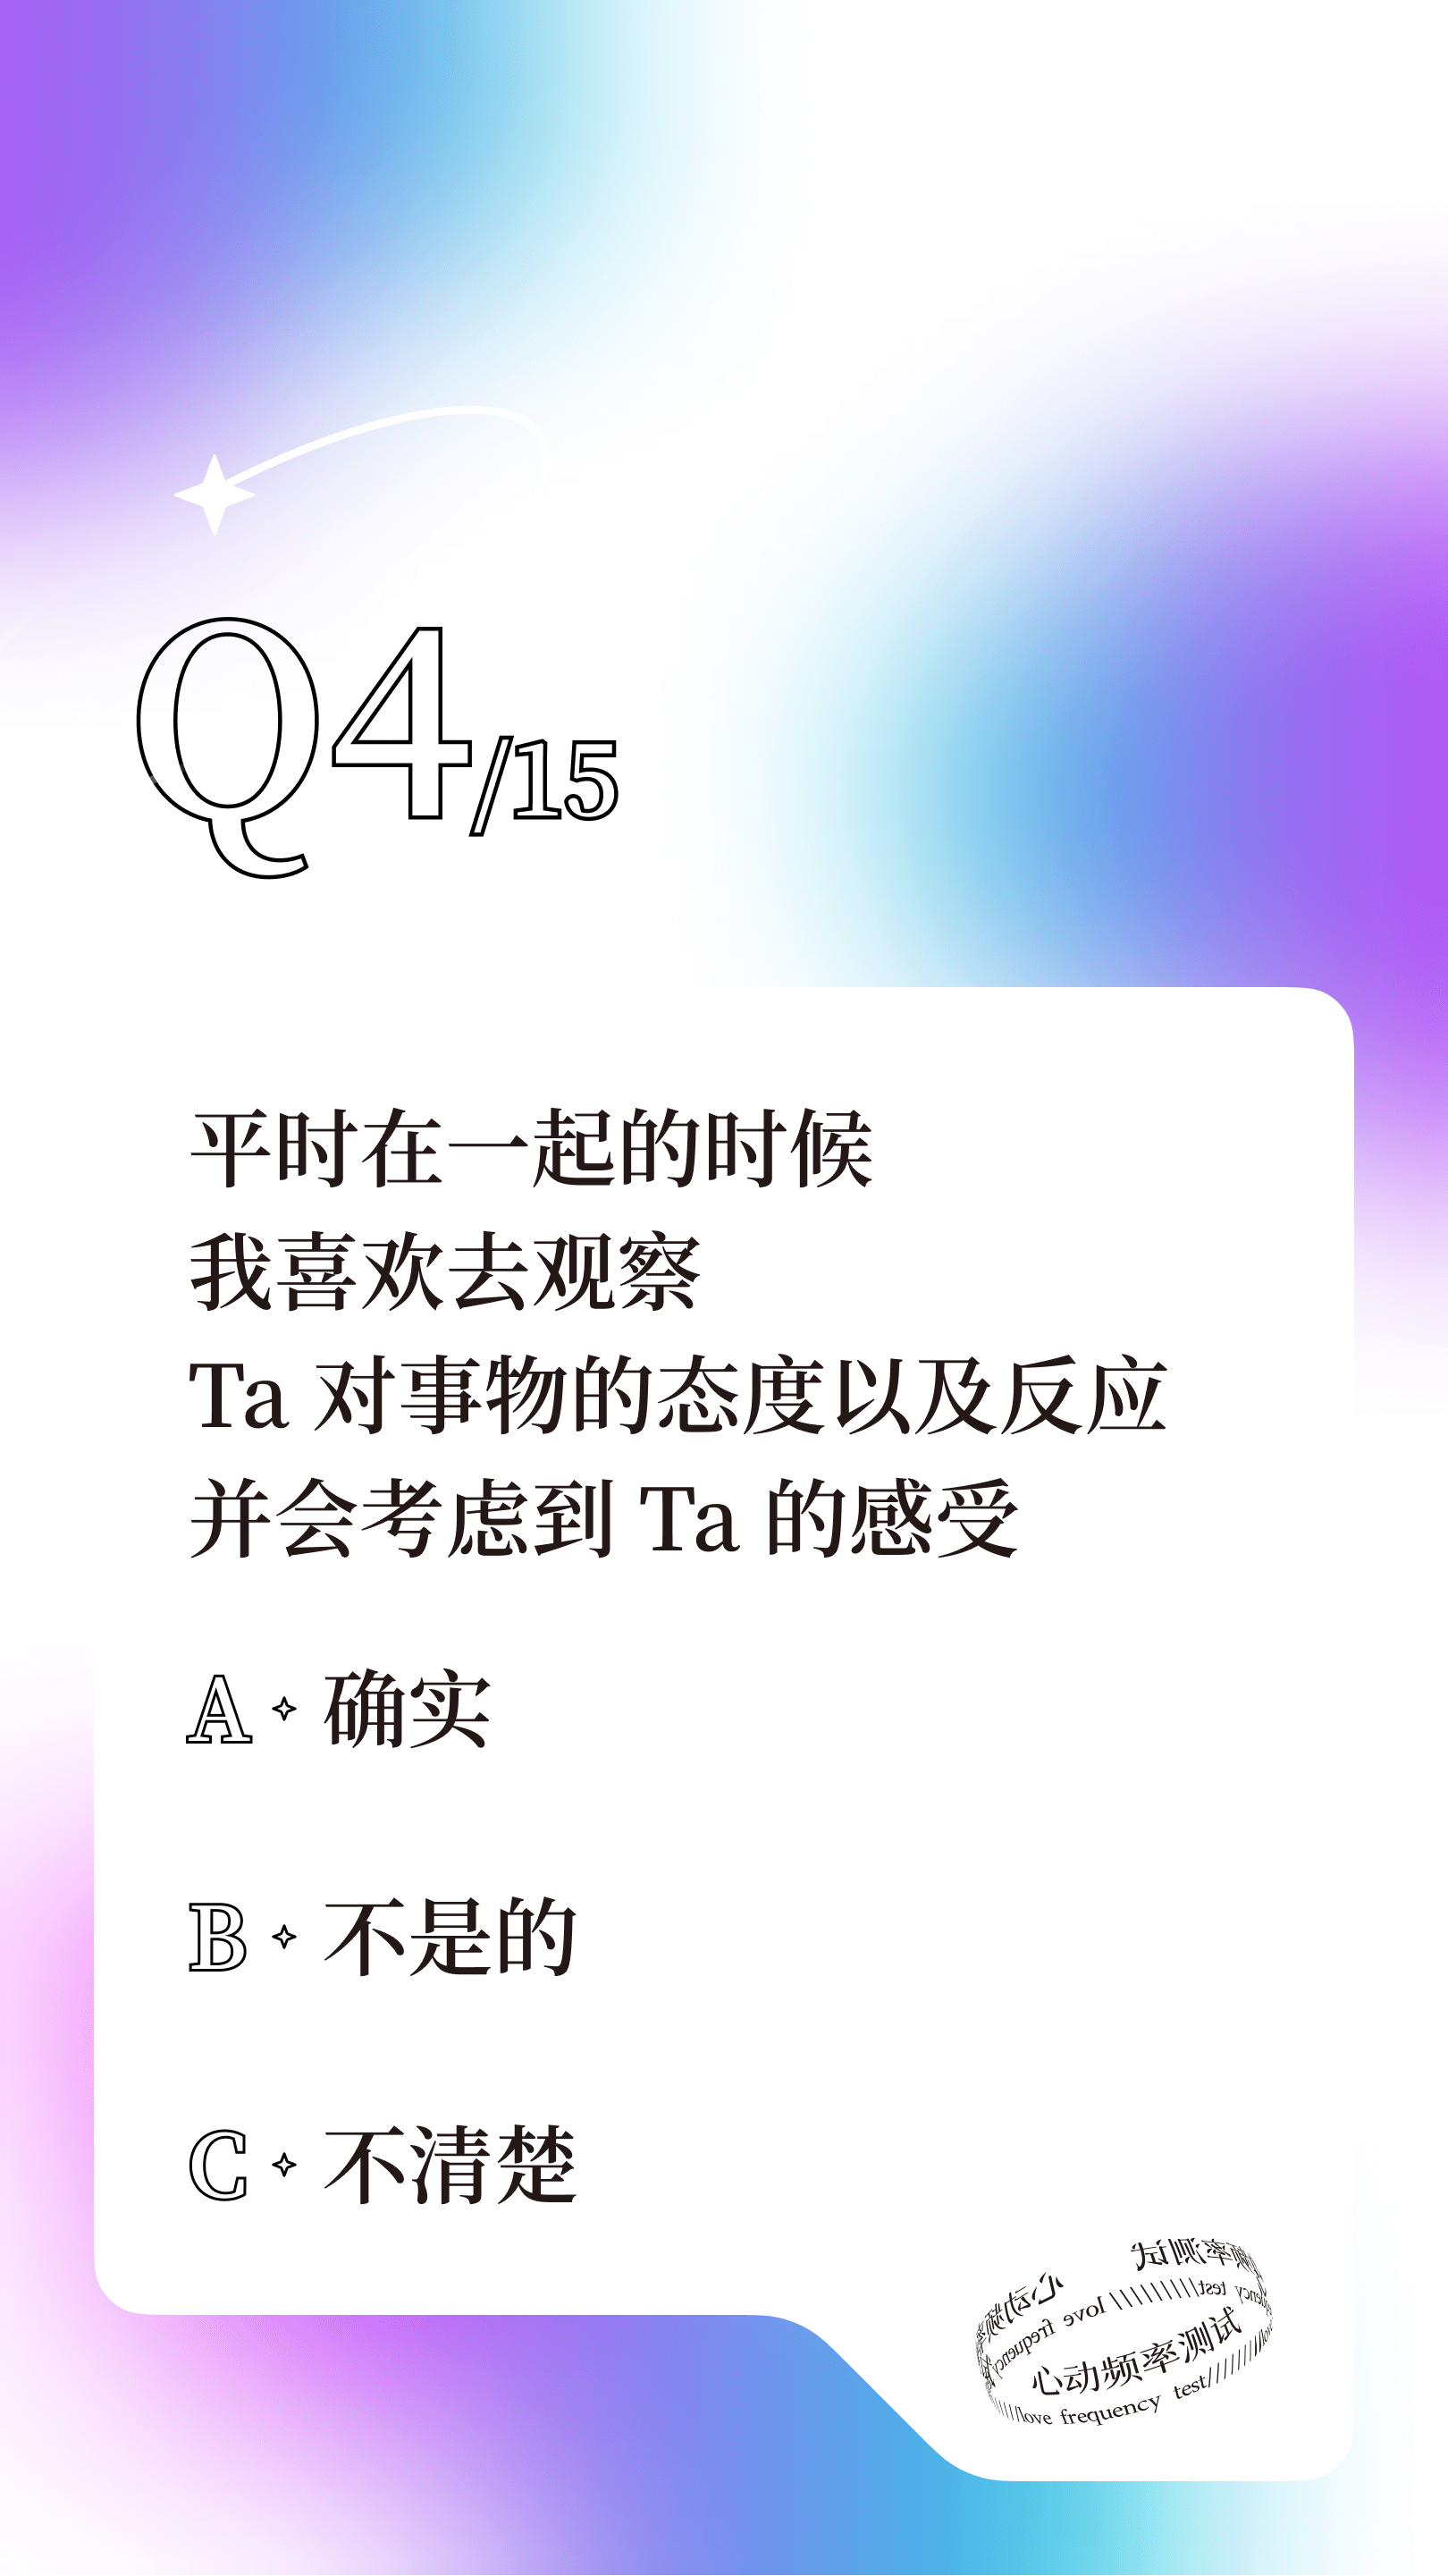 Q4/15
平时在一起的时候
我喜欢去观察
Ta 对事物的态度以及反应
并会考虑到 Ta 的感受
A 确实
B 不是的
C 不清楚
心动频率测试
love frequency test
心动频率测试
love frequency test